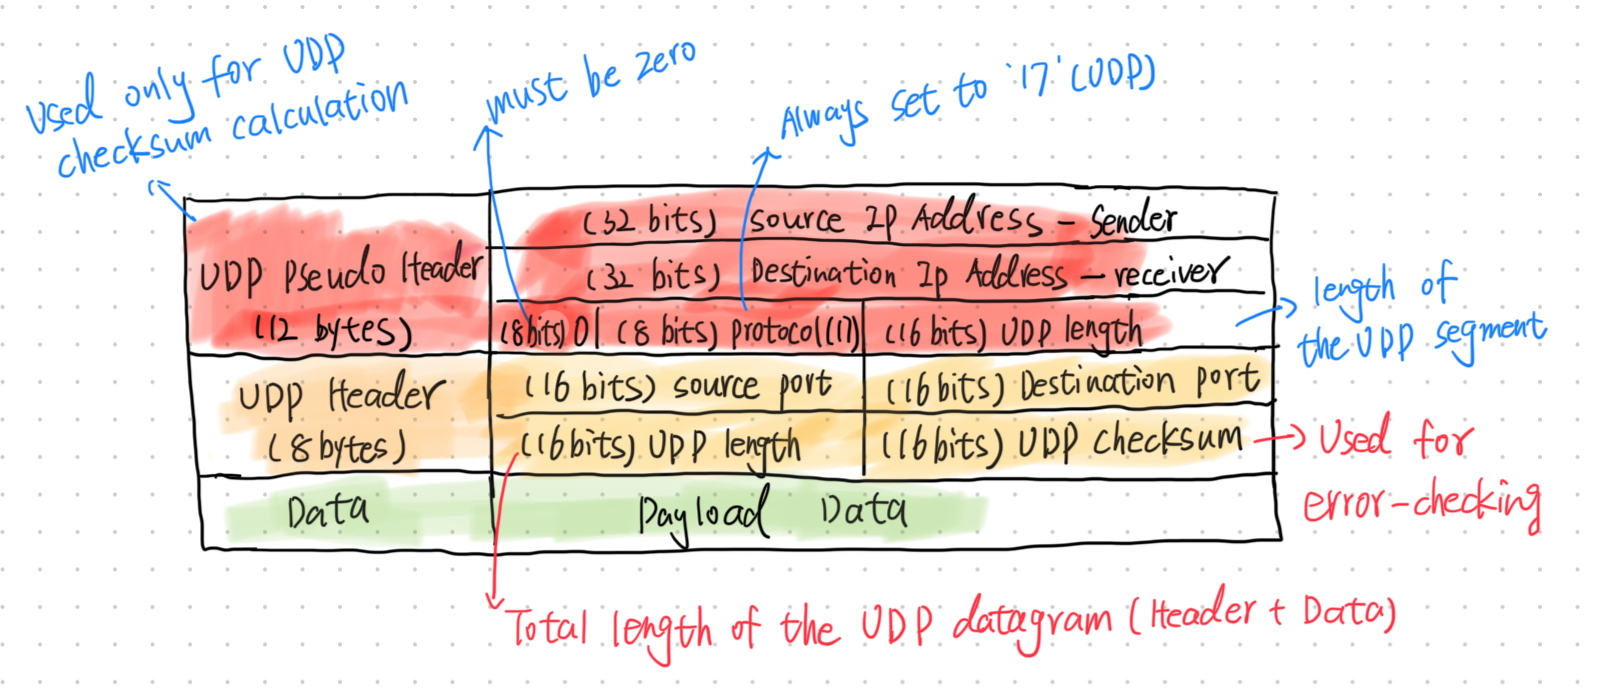 Used only for UDP
checksum calculation
must be zero
Always set to '17' (UDP)
UDP Pseudo Header
(12 bytes)
(32 bits) source Ip Address - Sender
(32 bits) Destination Ip Address - receiver
(8 bits) 0 (8 bits) protocol (17) (16 bits) UDP length
length of
the UDP segment
UDP Header
(8 bytes)
(16 bits) source port (16 bits) Destination port
(16 bits) UDP length (16 bits) UDP checksum
Used for
error-checking
Data Payload Data
Total length of the UDP datagram (Header + Data)